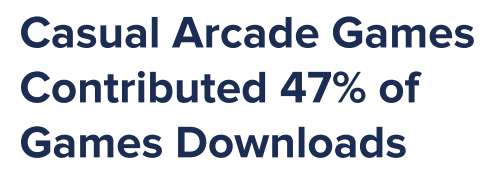 Casual Arcade Games
Contributed 47% of
Games Downloads